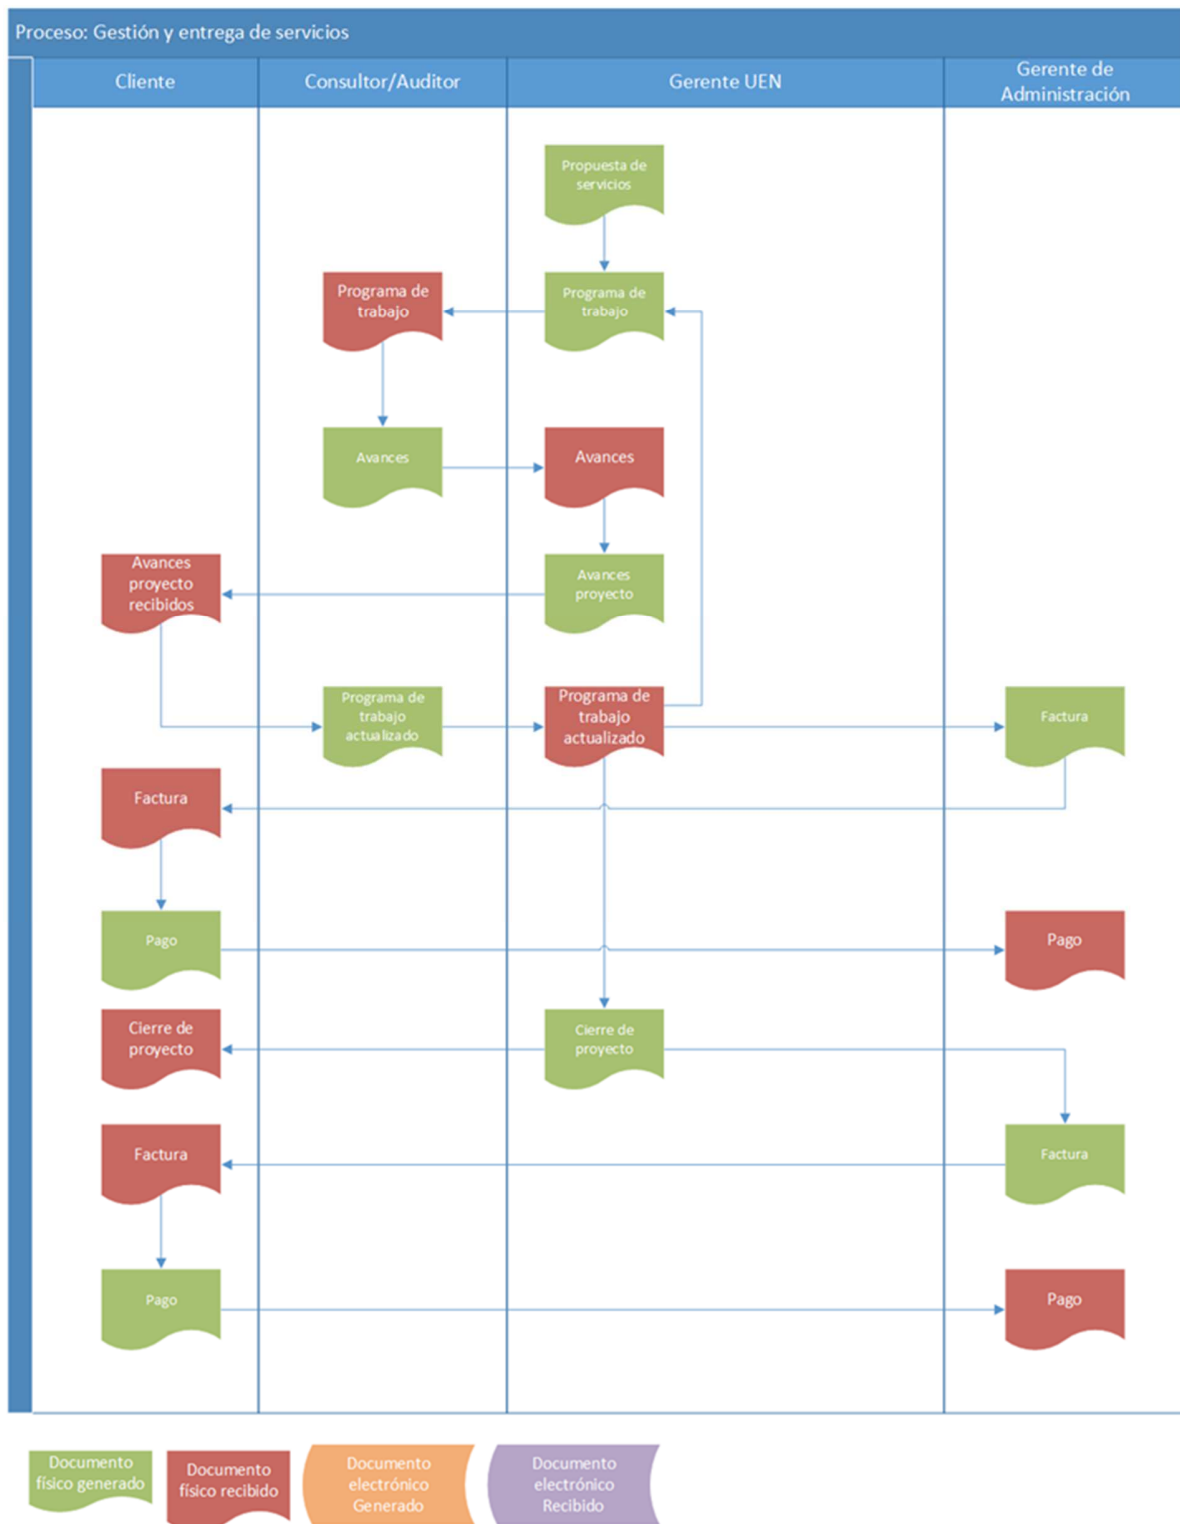 Proceso: Gestión y entrega de servicios
Cliente
Consultor/Auditor
Gerente UEN
Gerente de
Administración
Propuesta de
servicios
Programa de
trabajo
Programa de
trabajo
Avances
Avances
Avances
proyecto
recibidos
Avances
proyecto
Programa de
trabajo
actualizado
Programa de
trabajo
actualizado
Factura
Factura
Pago
Pago
Cierre de
proyecto
Cierre de
proyecto
Factura
Factura
Pago
Pago
Documento
físico generado
Documento
físico recibido
Documento
electrónico
Generado
Documento
electrónico
Recibido